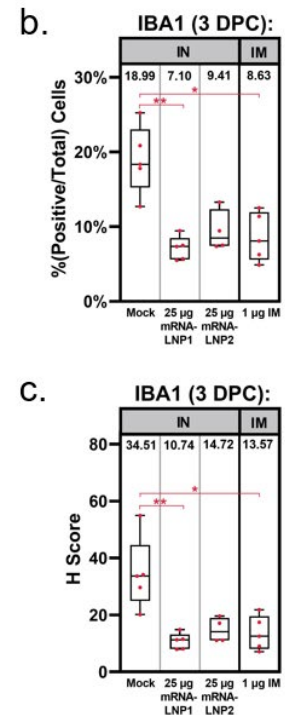 b.
IBA1 (3 DPC):
IN IM
18.99 7.10 9.41 8.63
30%
20%
10%
0%
%(Positive/Total) Cells
*
**
Mock 25 µg mRNA-LNP1 25 µg mRNA-LNP2 1 µg IM
c.
IBA1 (3 DPC):
IN IM
34.51 10.74 14.72 13.57
80
60
40
20
0
H Score
*
**
Mock 25 µg mRNA-LNP1 25 µg mRNA-LNP2 1 µg IM